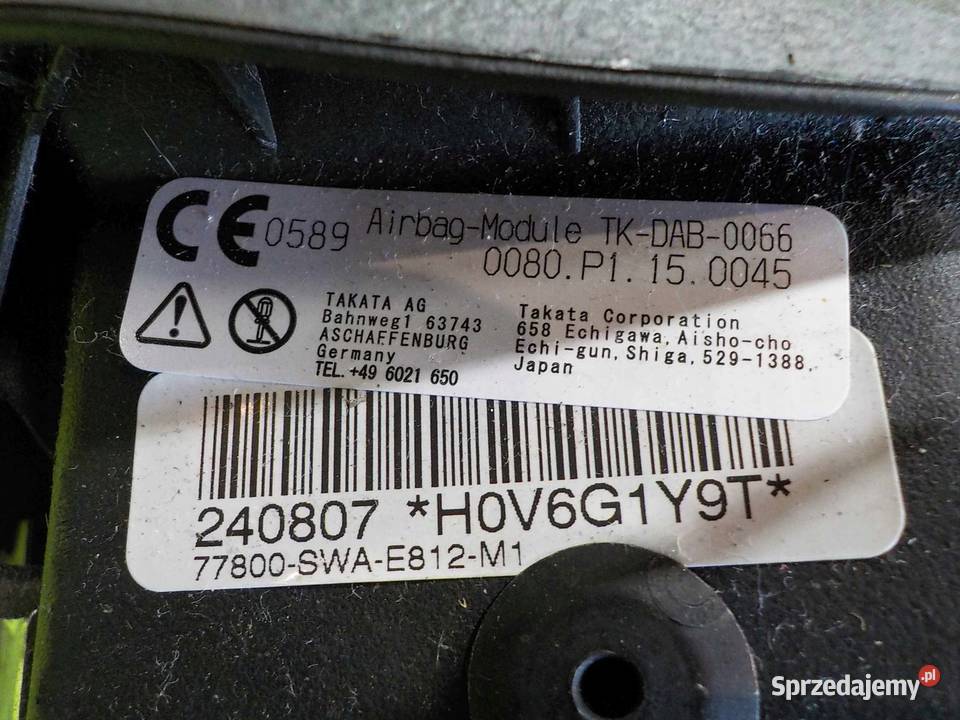 CE 0589 Airbag-Module TK-DAB-0066
0080.P1.15.0045
TAKATA AG
Bahnweg1 63743
ASCHAFFENBURG
Germany
TEL. +49 6021 650
Takata Corporation
658 Echigawa, Aisho-cho
Echi-gun, Shiga, 529-1388,
Japan
240807 *H0V6G1Y9T*
77800-SWA-E812-M1
Sprzedajemy.pl